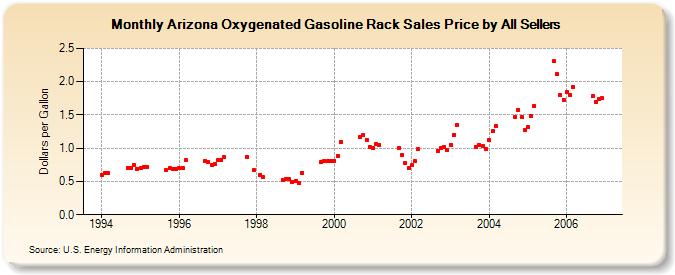 Monthly Arizona Oxygenated Gasoline Rack Sales Price by All Sellers
Dollars per Gallon
2.5
2.0
1.5
1.0
0.5
0.0
1994 1996 1998 2000 2002 2004 2006
Source: U.S. Energy Information Administration